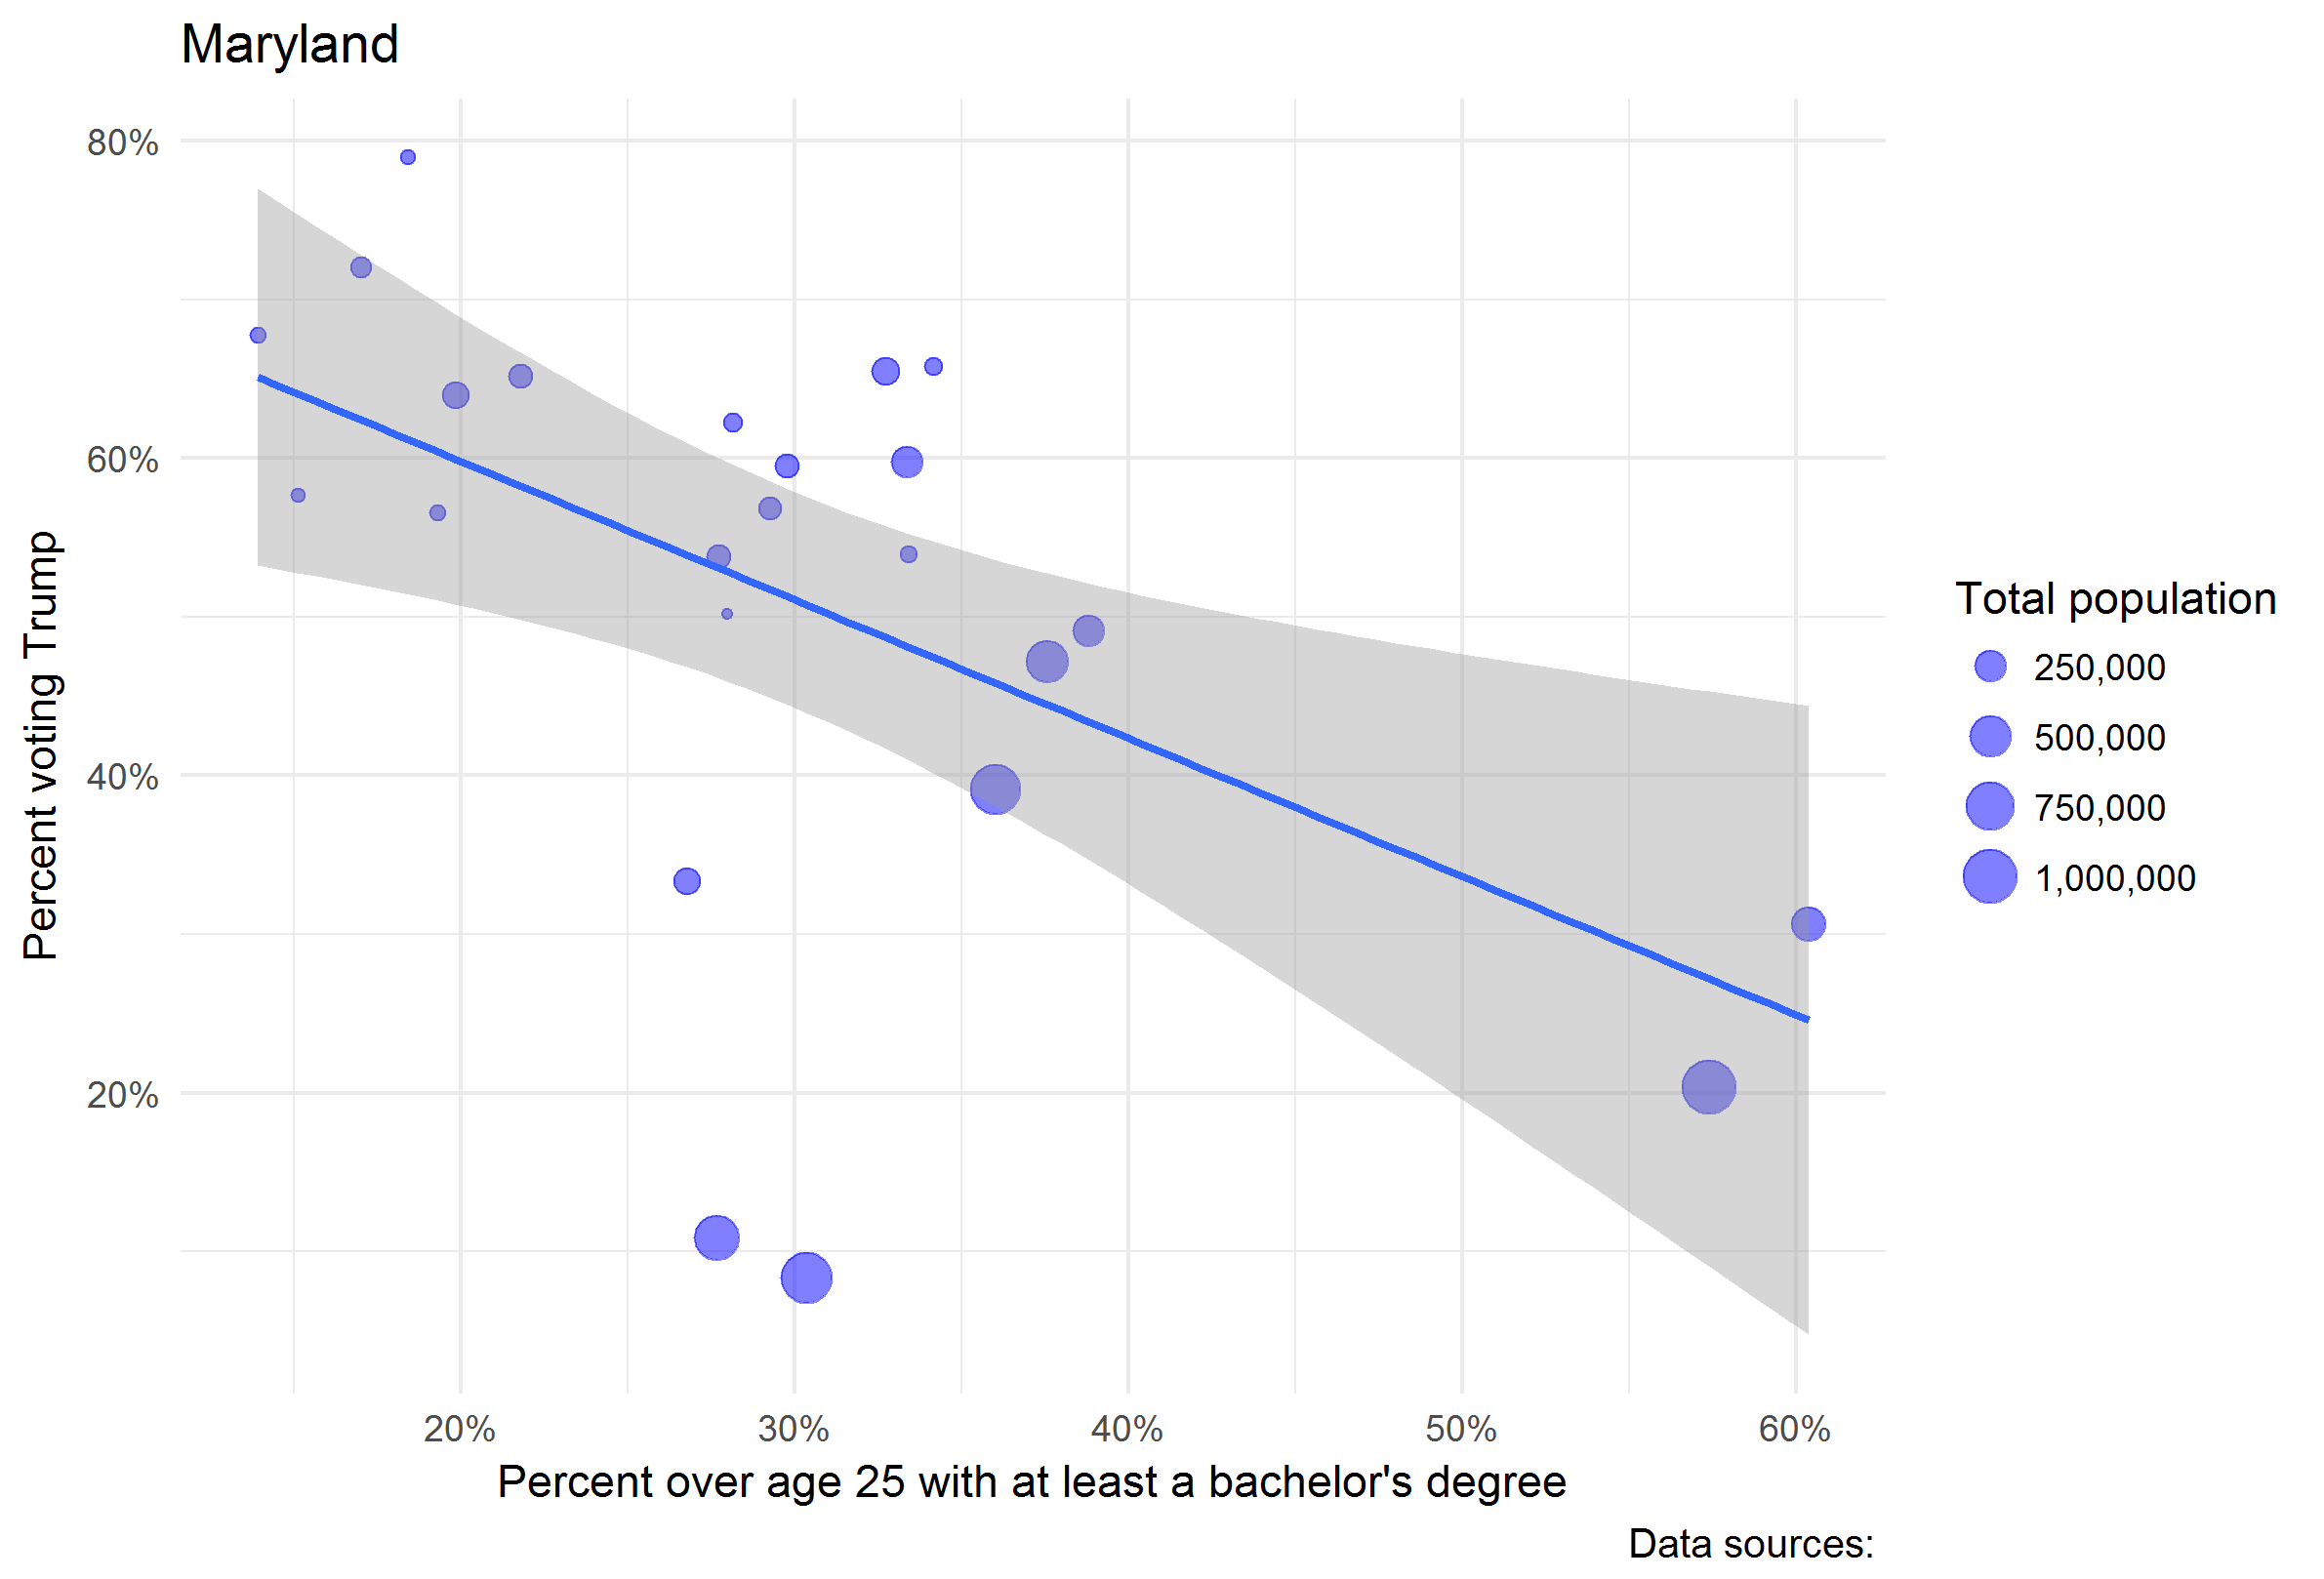 Maryland
80%
60%
40%
20%
Percent voting Trump
20%
30%
40%
50%
60%
Percent over age 25 with at least a bachelor's degree
Total population
250,000
500,000
750,000
1,000,000
Data sources: